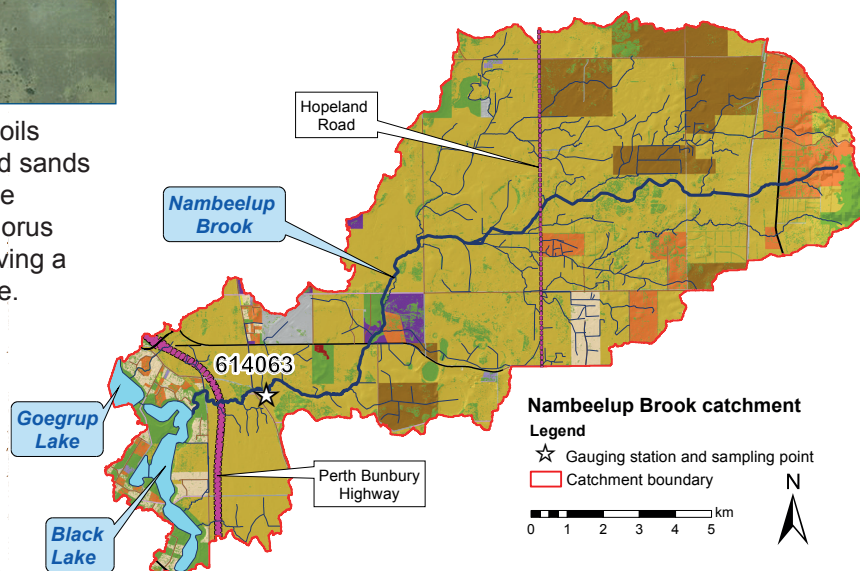 oils
d sands
e
orus
ving a
e.
Hopeland
Road
Nambeelup
Brook
614063
Goegrup
Lake
Perth Bunbury
Highway
Black
Lake
Nambeelup Brook catchment
Legend
Gauging station and sampling point
Catchment boundary
km
0 1 2 3 4 5
N